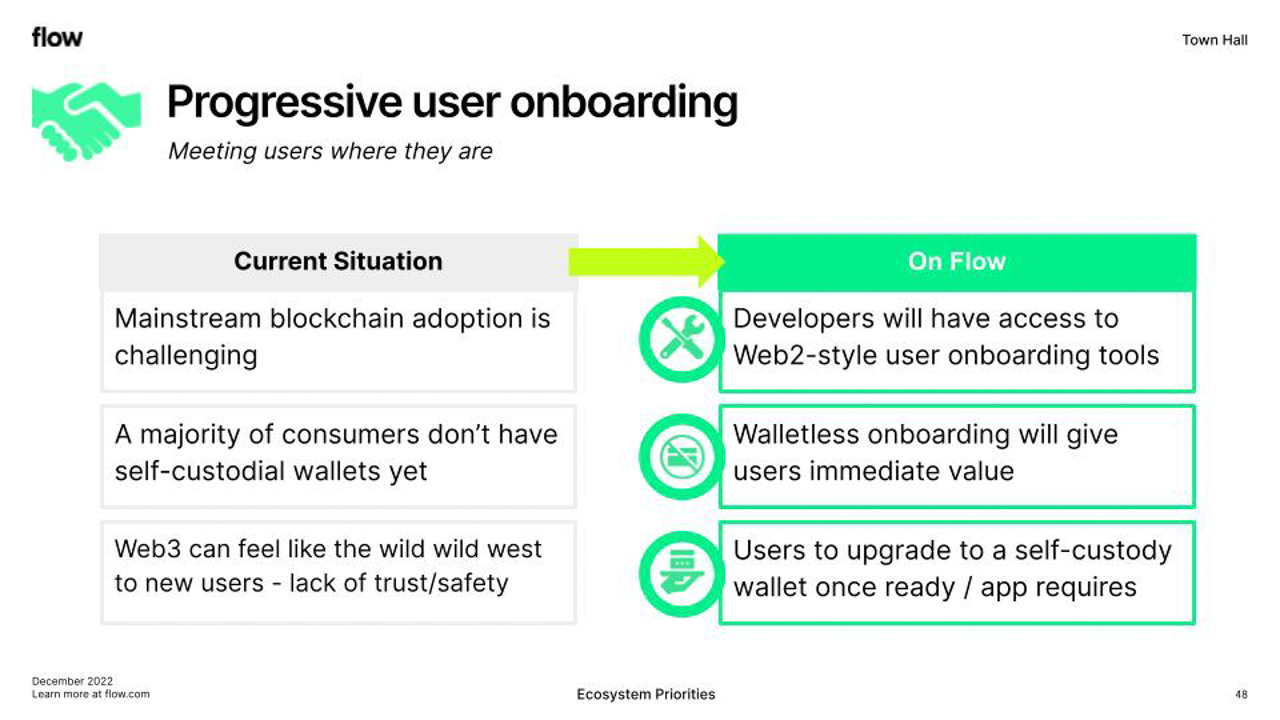 flow
Town Hall
Progressive user onboarding
Meeting users where they are
Current Situation
On Flow
Mainstream blockchain adoption is
challenging
Developers will have access to
Web2-style user onboarding tools
A majority of consumers don’t have
self-custodial wallets yet
Walletless onboarding will give
users immediate value
Web3 can feel like the wild wild west
to new users - lack of trust/safety
Users to upgrade to a self-custody
wallet once ready / app requires
December 2022
Learn more at flow.com
Ecosystem Priorities
48